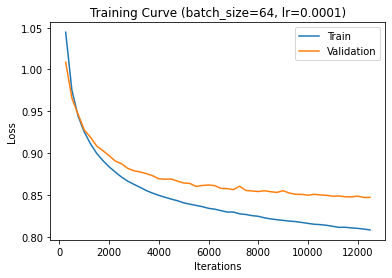 Training Curve (batch_size=64, lr=0.0001)
Train
Validation
1.05
1.00
0.95
0.90
0.85
0.80
Loss
0 2000 4000 6000 8000 10000 12000
Iterations